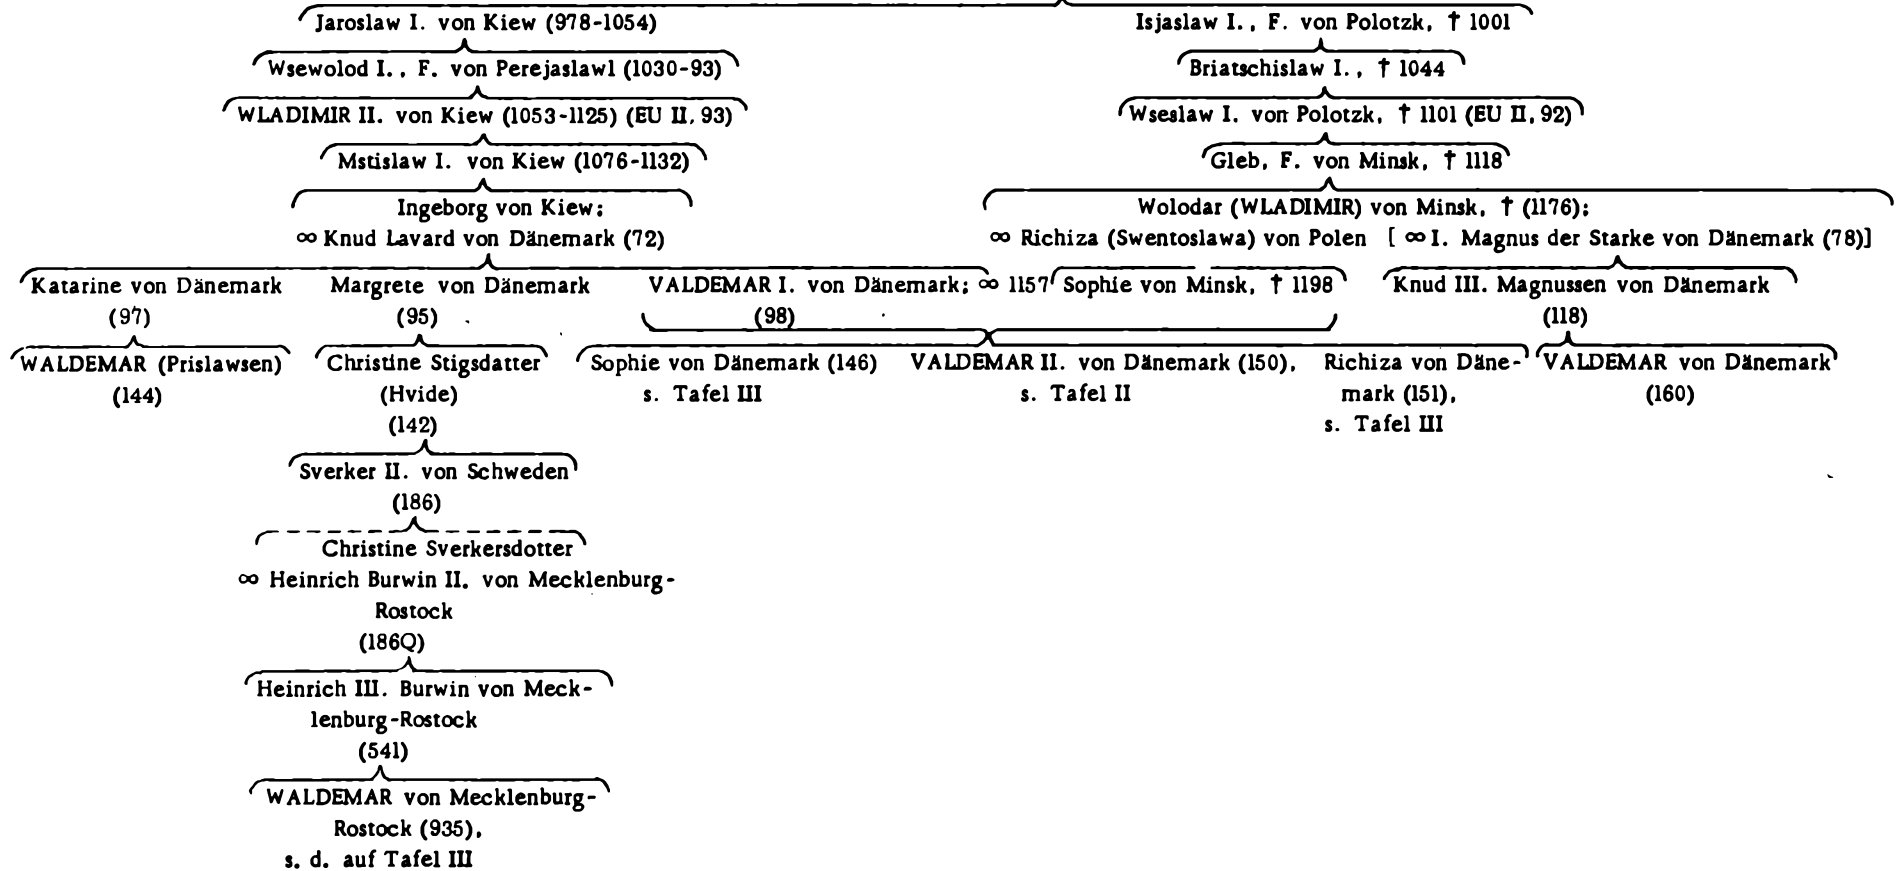 Jaroslaw I. von Kiew (978-1054) Isjaslaw I., F. von Polotzk, † 1001
Wsewolod I., F. von Perejaslawl (1030-93) Briatschislaw I., † 1044
WLADIMIR II. von Kiew (1053-1125) (EU II, 93) Wseslaw I. von Polotzk, † 1101 (EU II, 92)
Mstislaw I. von Kiew (1076-1132) Gleb, F. von Minsk, † 1118
Ingeborg von Kiew; Wolodar (WLADIMIR) von Minsk, † (1176);
∞ Knud Lavard von Dänemark (72) ∞ Richiza (Swentoslawa) von Polen [ ∞ I. Magnus der Starke von Dänemark (78)]
Katarine von Dänemark Margrete von Dänemark VALDEMAR I. von Dänemark; ∞ 1157 Sophie von Minsk, † 1198 Knud III. Magnussen von Dänemark
(97) (95) (98) (118)
WALDEMAR (Prislawsen) Christine Stigsdatter Sophie von Dänemark (146) VALDEMAR II. von Dänemark (150), Richiza von Däne- VALDEMAR von Dänemark
(144) (Hvide) s. Tafel III s. Tafel II mark (151), (160)
(142) s. Tafel III
Sverker II. von Schweden
(186)
Christine Sverkersdotter
∞ Heinrich Burwin II. von Mecklenburg-
Rostock
(186Q)
Heinrich III. Burwin von Meck-
lenburg-Rostock
(541)
WALDEMAR von Mecklenburg-
Rostock (935),
s. d. auf Tafel III